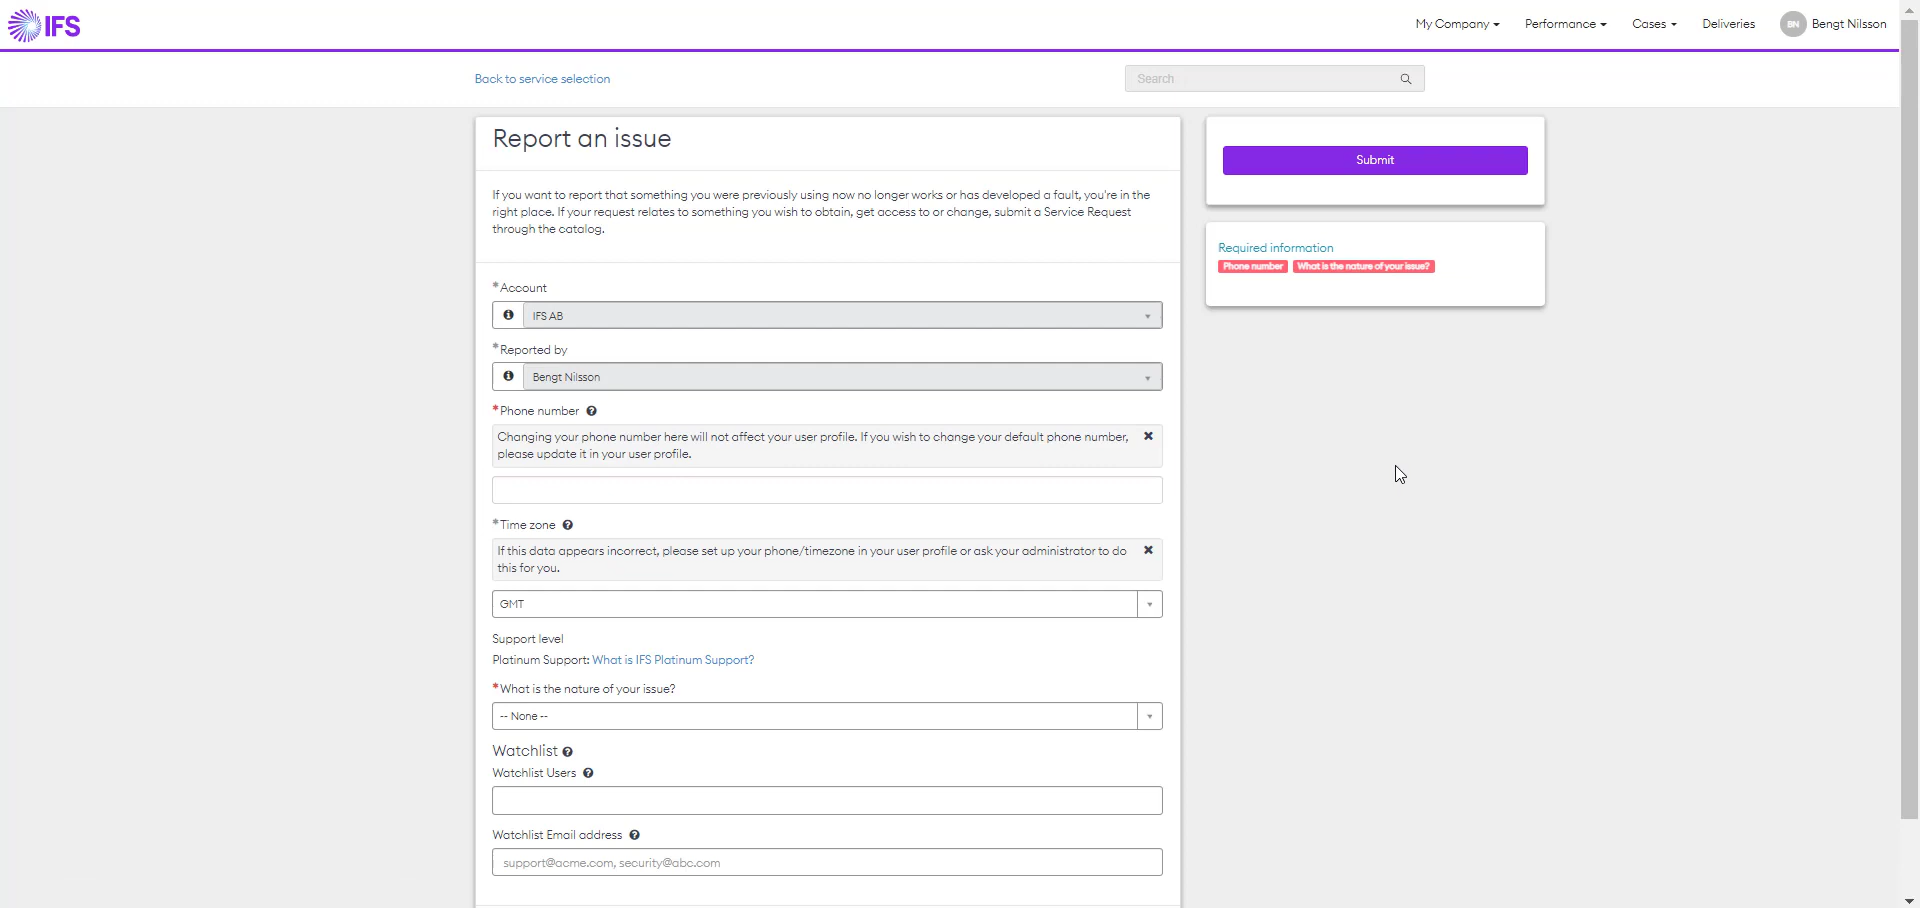 IFS
My Company
Performance
Cases
Deliveries
BN
Bengt Nilsson
Back to service selection
Search
Report an issue
If you want to report that something you were previously using now no longer works or has developed a fault, you're in the
right place. If your request relates to something you wish to obtain, get access to or change, submit a Service Request
through the catalog.
*Account
IFS AB
*Reported by
Bengt Nilsson
*Phone number
Changing your phone number here will not affect your user profile. If you wish to change your default phone number,
please update it in your user profile.
*Time zone
If this data appears incorrect, please set up your phone/timezone in your user profile or ask your administrator to do
this for you.
GMT
Support level
Platinum Support: What is IFS Platinum Support?
*What is the nature of your issue?
-- None --
Watchlist
Watchlist Users
Watchlist Email address
support@acme.com, security@abc.com
Submit
Required information
Phone number
What is the nature of your issue?